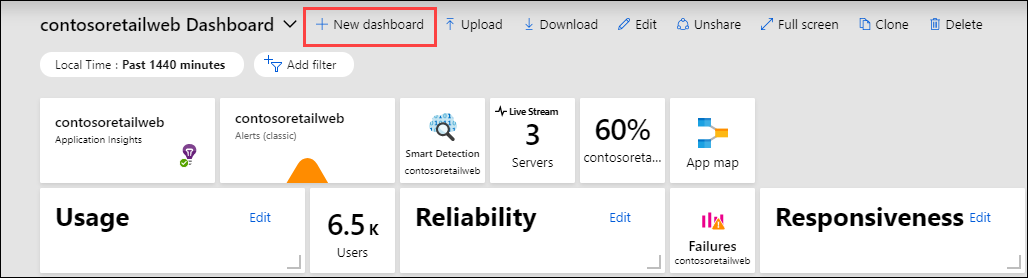 contosoretailweb Dashboard
New dashboard
Upload
Download
Edit
Unshare
Full screen
Clone
Delete
Local Time : Past 1440 minutes
Add filter
contosoretailweb
Application Insights
contosoretailweb
Alerts (classic)
Smart Detection
contosoretailweb
Live Stream
3
Servers
60%
contosoreta...
App map
Usage
Edit
6.5 K
Users
Reliability
Edit
Failures
contosoretailweb
Responsiveness
Edit